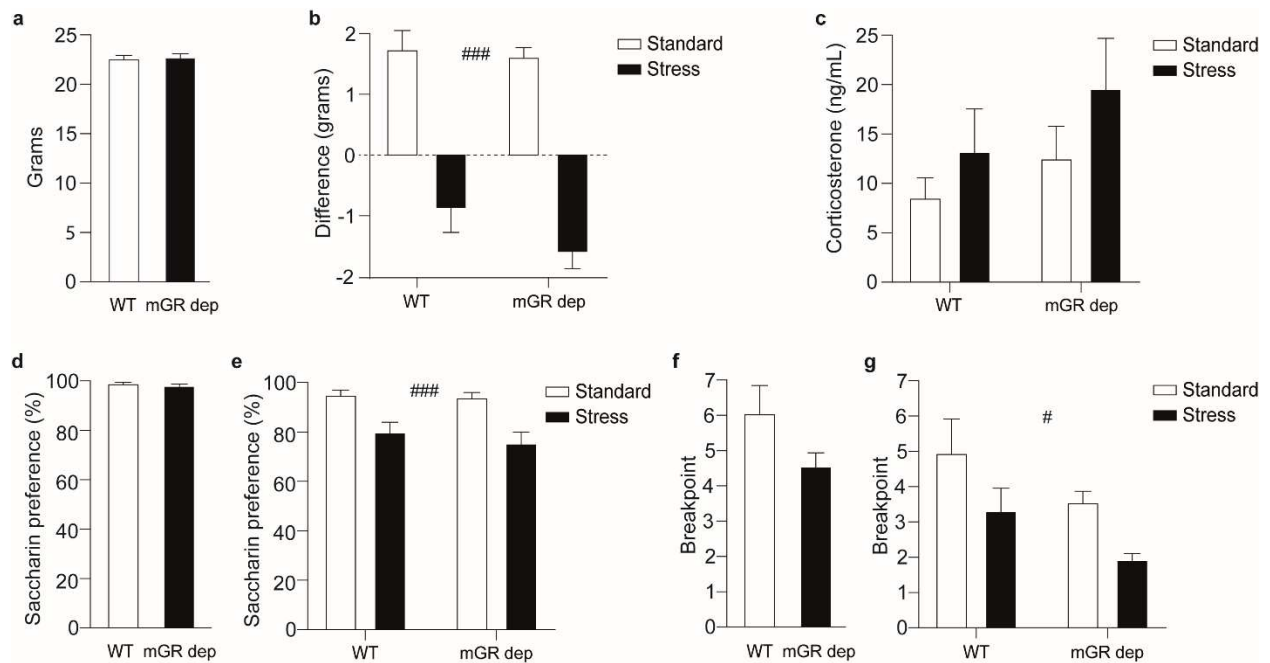 a
25
20
15
10
5
0
Grams
WT mGR dep
b
2
1
0
-1
-2
Difference (grams)
###
WT mGR dep
Standard
Stress
c
25
20
15
10
5
0
Corticosterone (ng/mL)
WT mGR dep
Standard
Stress
d
100
80
60
40
20
0
Saccharin preference (%)
WT mGR dep
e
100
80
60
40
20
0
Saccharin preference (%)
###
WT mGR dep
Standard
Stress
f
7
6
5
4
3
2
1
0
Breakpoint
WT mGR dep
g
7
6
5
4
3
2
1
0
Breakpoint
#
WT mGR dep
Standard
Stress